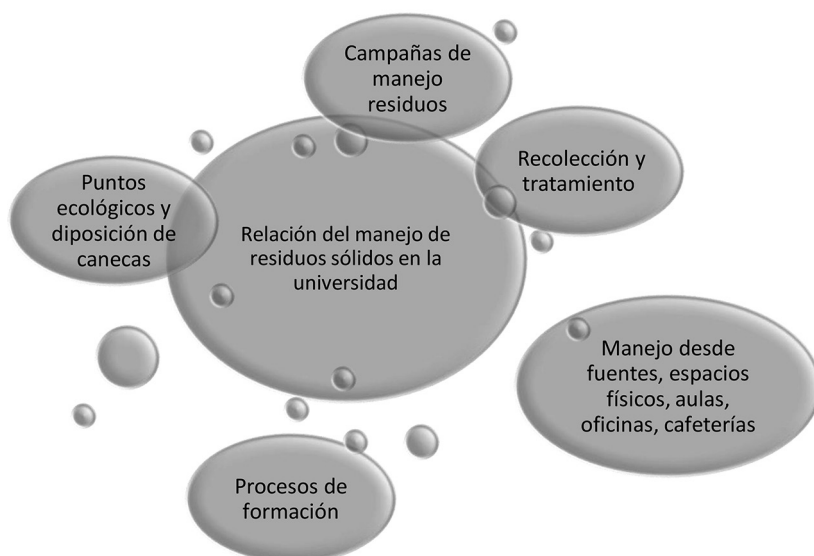 Campañas de
manejo
residuos
Recolección y
tratamiento
Puntos
ecológicos y
diposición de
canecas
Relación del manejo de
residuos sólidos en la
universidad
Manejo desde
fuentes, espacios
físicos, aulas,
oficinas, cafeterías
Procesos de
formación